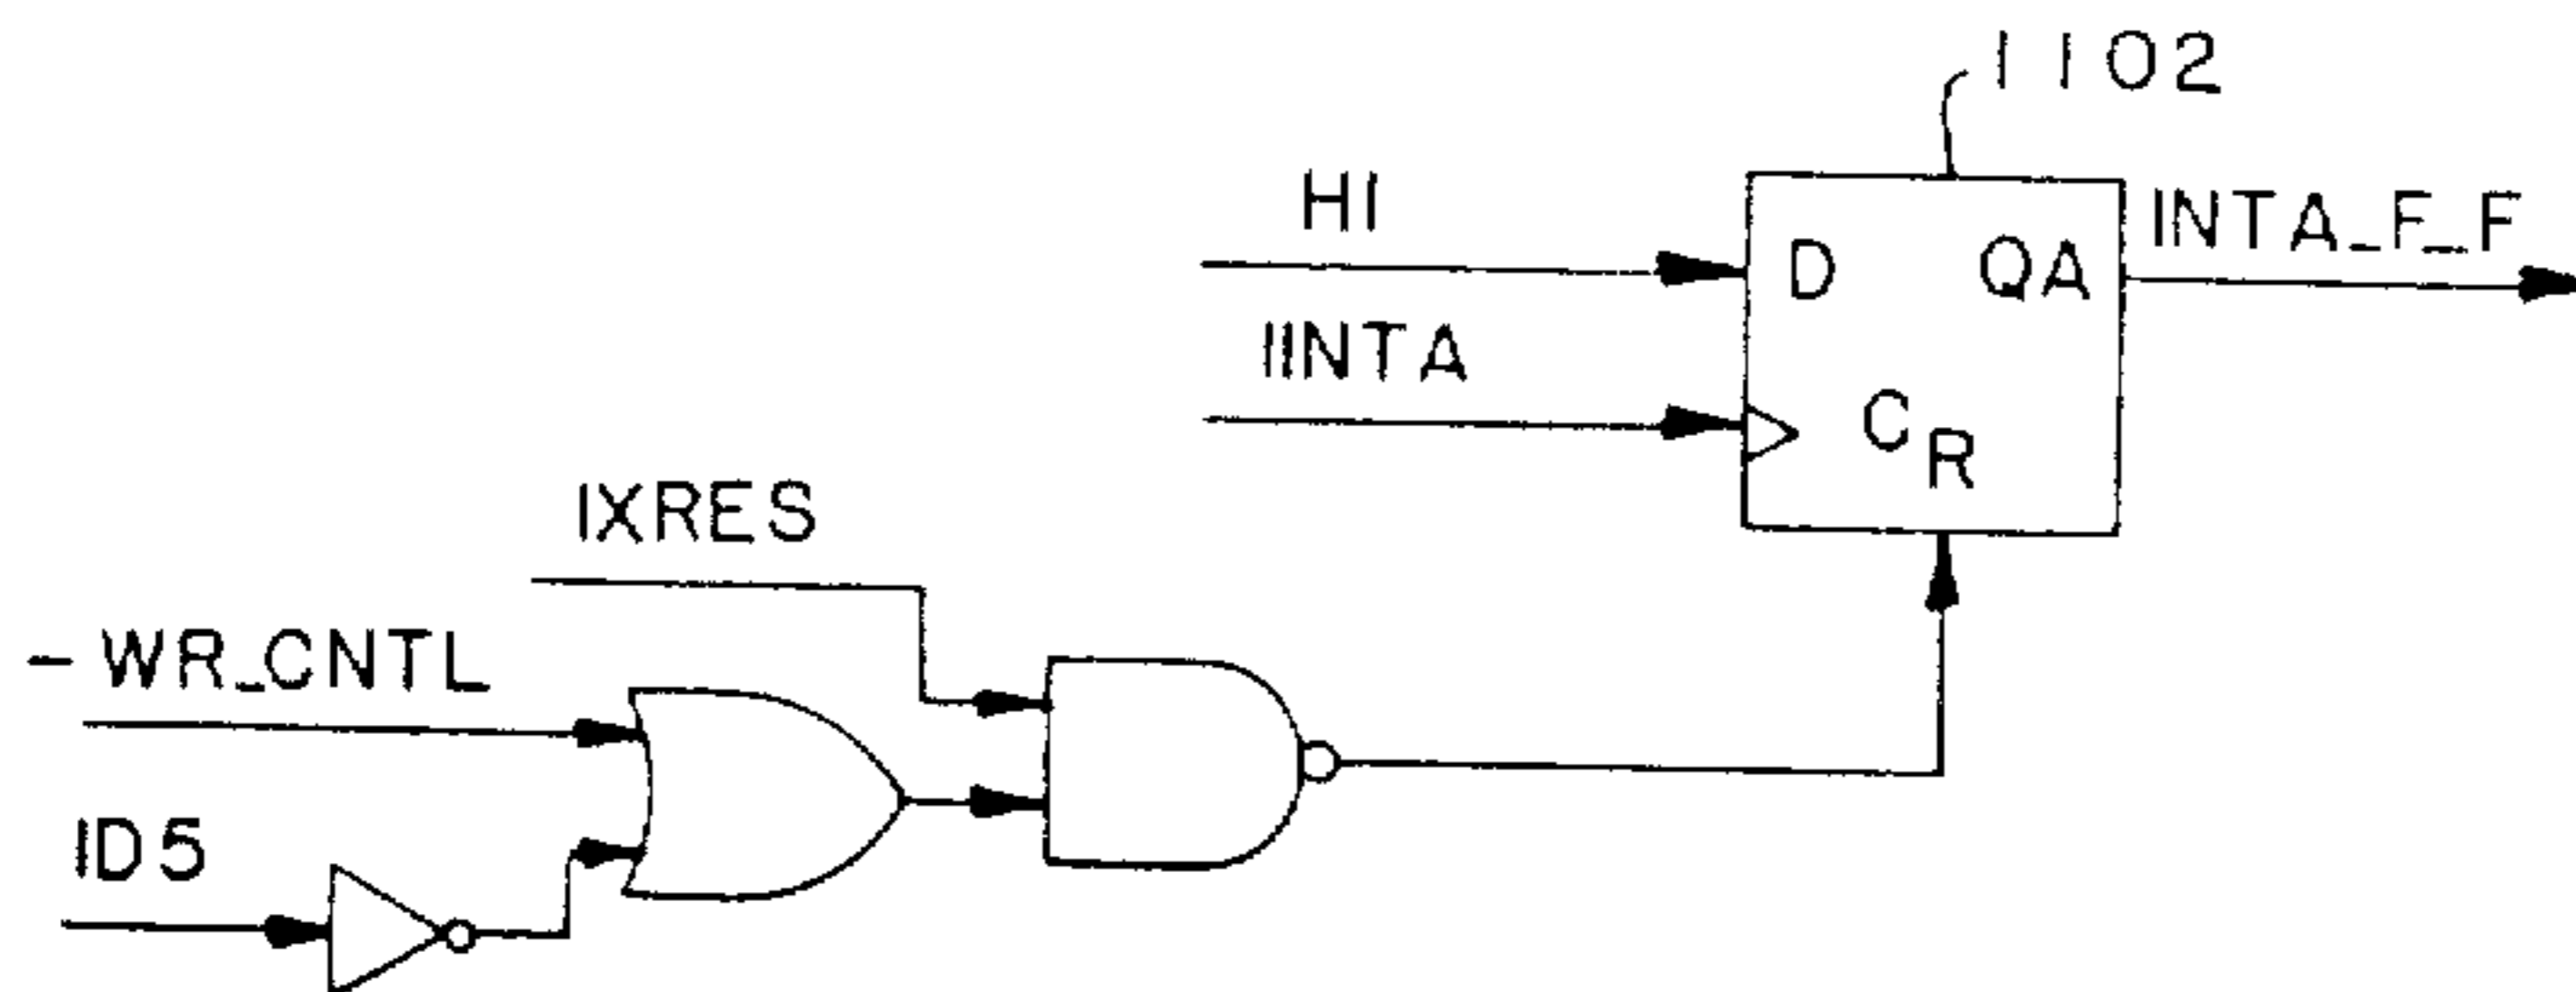 1102
HI
D
QA
INTA_F_F
IINTA
CR
IXRES
- WR_CNTL
ID5